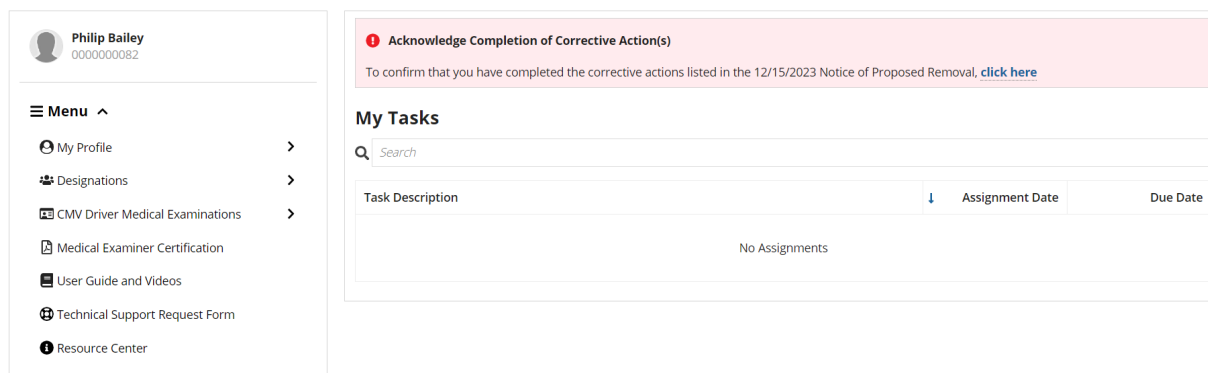 Philip Bailey
0000000082
Menu
My Profile
Designations
CMV Driver Medical Examinations
Medical Examiner Certification
User Guide and Videos
Technical Support Request Form
Resource Center
Acknowledge Completion of Corrective Action(s)
To confirm that you have completed the corrective actions listed in the 12/15/2023 Notice of Proposed Removal, click here
My Tasks
Search
Task Description ↓ Assignment Date Due Date
No Assignments